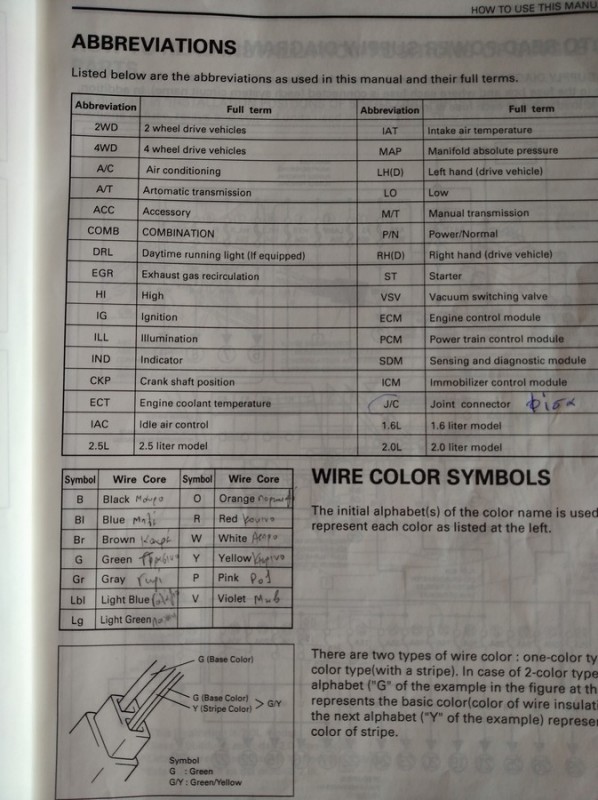 HOW TO USE THIS MANU
ABBREVIATIONS
Listed below are the abbreviations as used in this manual and their full terms.
Abbreviation Full term Abbreviation Full term
2WD 2 wheel drive vehicles IAT Intake air temperature
4WD 4 wheel drive vehicles MAP Manifold absolute pressure
A/C Air conditioning LH(D) Left hand (drive vehicle)
A/T Artomatic transmission LO Low
ACC Accessory M/T Manual transmission
COMB COMBINATION P/N Power/Normal
DRL Daytime running light (If equipped) RH(D) Right hand (drive vehicle)
EGR Exhaust gas recirculation ST Starter
HI High VSV Vacuum switching valve
IG Ignition ECM Engine control module
ILL Illumination PCM Power train control module
IND Indicator SDM Sensing and diagnostic module
CKP Crank shaft position ICM Immobilizer control module
ECT Engine coolant temperature J/C Joint connector φίσα
IAC Idle air control 1.6L 1.6 liter model
2.5L 2.5 liter model 2.0L 2.0 liter model
Symbol Wire Core Symbol Wire Core
B Black Μαυρο O Orange
Bl Blue Μπλέ R Red Κοκινο
Br Brown Καφέ W White Ασπρο
G Green Y Yellow
Gr Gray Γκρι P Pink Ροζ
Lbl Light Blue V Violet Μωβ
Lg Light Green
WIRE COLOR SYMBOLS
The initial alphabet(s) of the color name is used
represent each color as listed at the left.
G (Base Color)
G (Base Color)
Y (Stripe Color) > G/Y
Symbol
G : Green
G/Y : Green/Yellow
There are two types of wire color : one-color ty
color type(with a stripe). In case of 2-color type
alphabet ("G" of the example in the figure at th
represents the basic color(color of wire insulati
the next alphabet ("Y" of the example) represe
color of stripe.